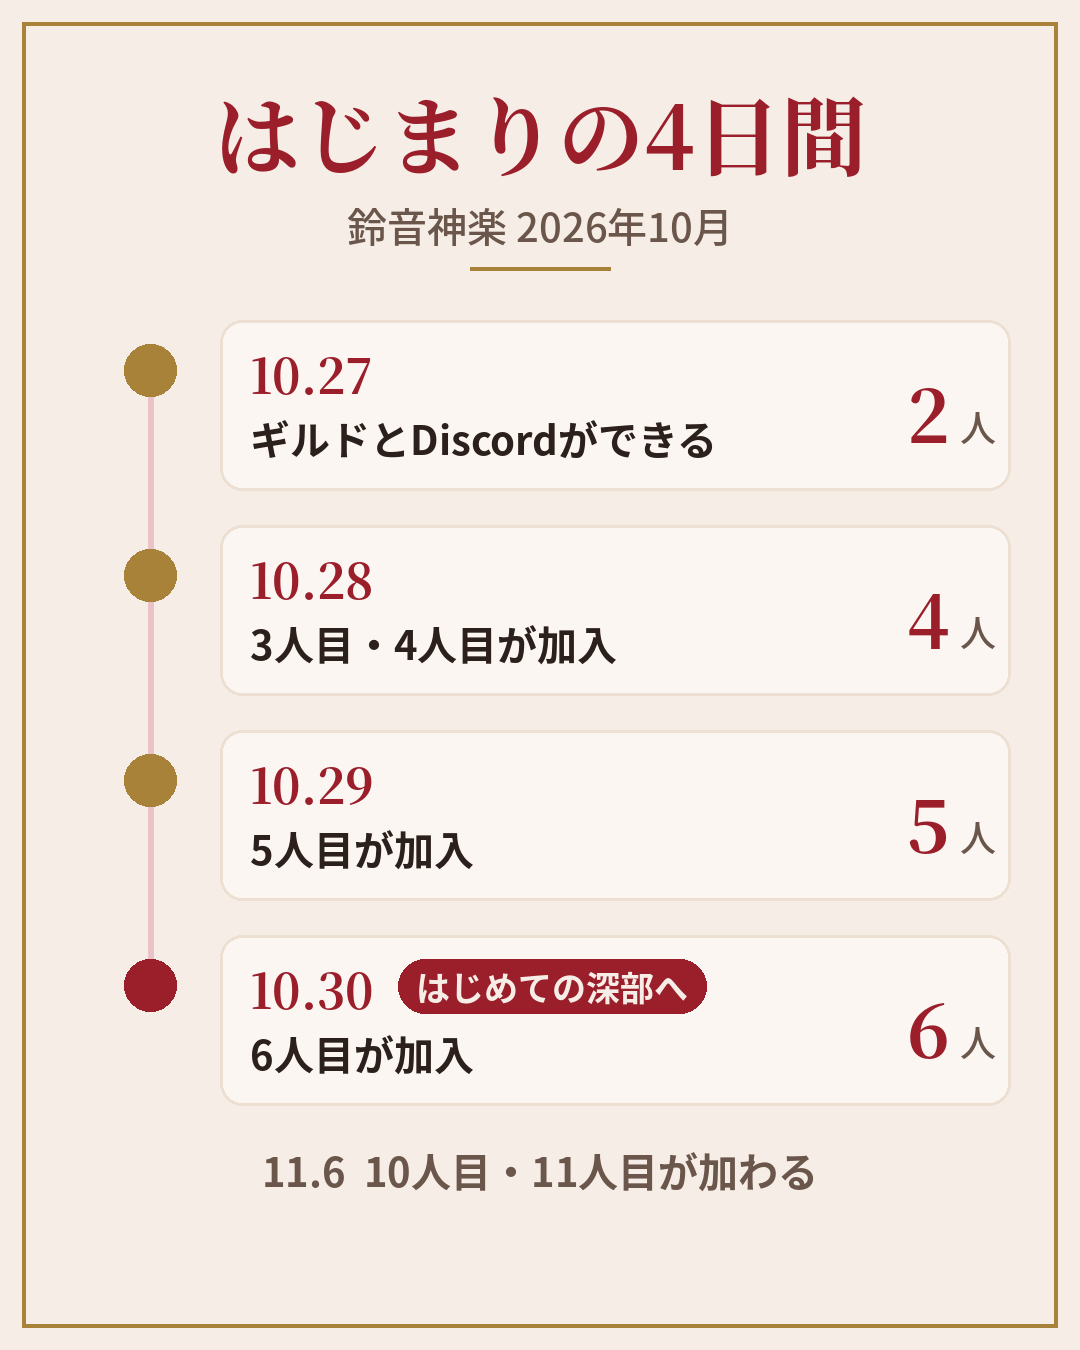 はじまりの4日間
鈴音神楽 2026年10月
10.27
ギルドとDiscordができる
2人
10.28
3人目・4人目が加入
4人
10.29
5人目が加入
5人
10.30 はじめての深部へ
6人目が加入
6人
11.6 10人目・11人目が加わる